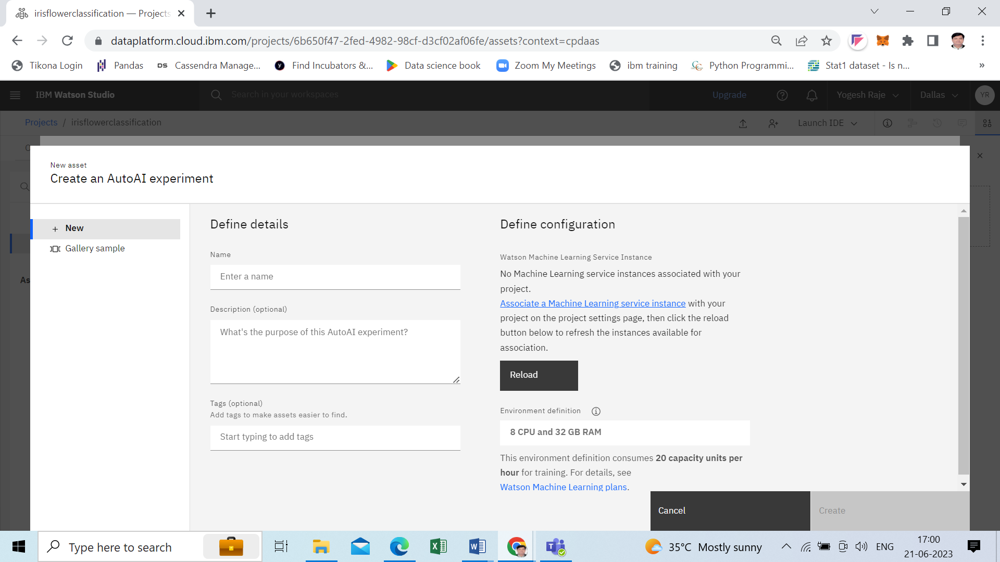 irisflowerclassification — Projects
dataplatform.cloud.ibm.com/projects/6b650f47-2fed-4982-98cf-d3cf02af06fe/assets?context=cpdaas
Tikona Login
Pandas
DS Cassendra Manage...
Find Incubators &...
Data science book
Zoom My Meetings
ibm training
Python Programmi...
Stat1 dataset - Is n...
»
IBM Watson Studio
Search in your workspaces
Upgrade
Yogesh Raje
Dallas
YR
Projects / irisflowerclassification
Launch IDE
New asset
Create an AutoAI experiment
New
Gallery sample
As
Define details
Name
Enter a name
Description (optional)
What's the purpose of this AutoAI experiment?
Tags (optional)
Add tags to make assets easier to find.
Start typing to add tags
Define configuration
Watson Machine Learning Service Instance
No Machine Learning service instances associated with your
project.
Associate a Machine Learning service instance with your
project on the project settings page, then click the reload
button below to refresh the instances available for
association.
Reload
Environment definition
8 CPU and 32 GB RAM
This environment definition consumes 20 capacity units per
hour for training. For details, see
Watson Machine Learning plans.
Cancel
Create
Type here to search
35°C Mostly sunny
ENG
17:00
21-06-2023